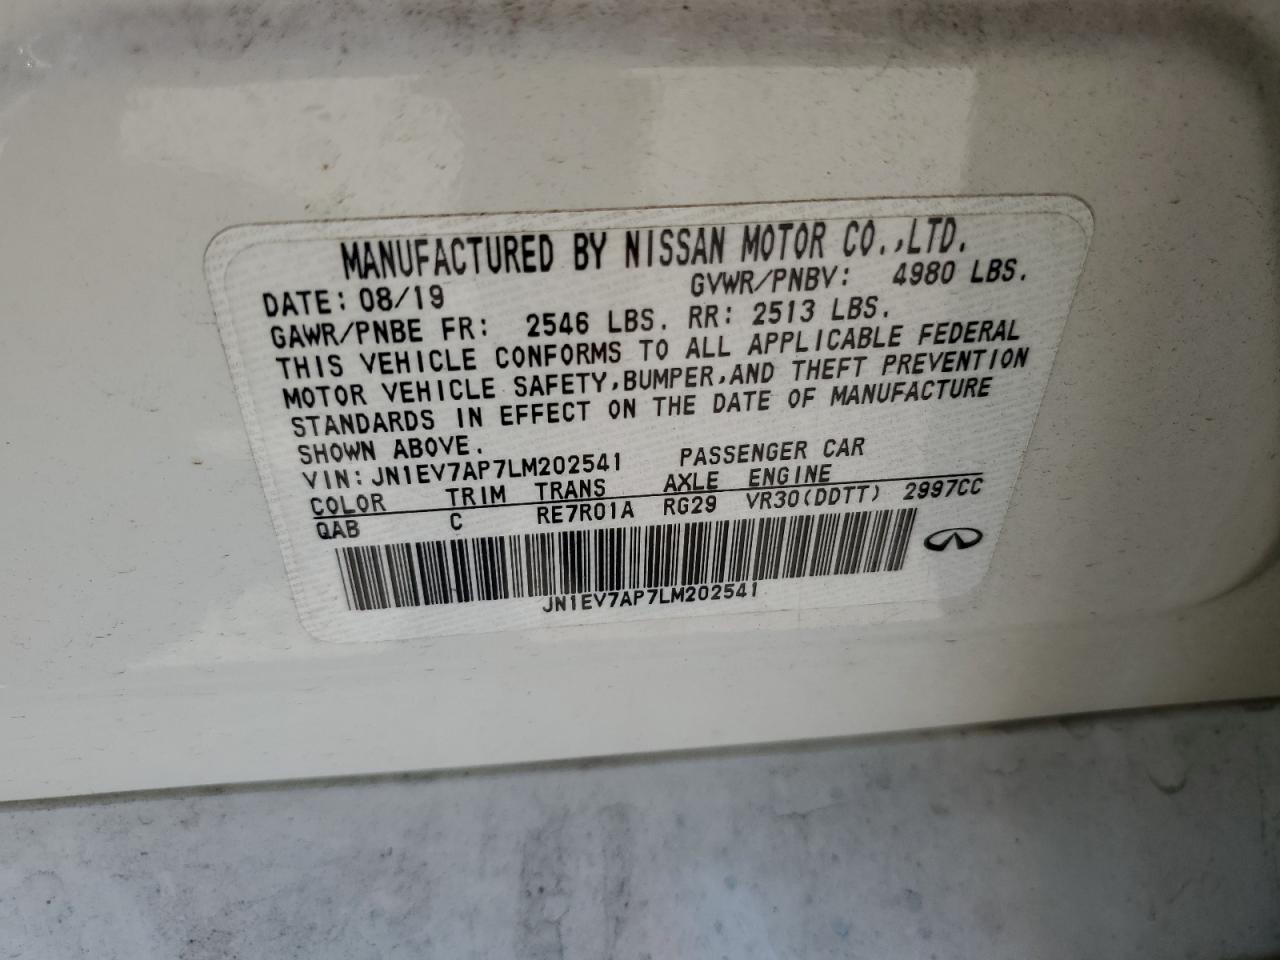 MANUFACTURED BY NISSAN MOTOR CO.,LTD.
DATE: 08/19 GVWR/PNBV: 4980 LBS.
GAWR/PNBE FR: 2546 LBS. RR: 2513 LBS.
THIS VEHICLE CONFORMS TO ALL APPLICABLE FEDERAL
MOTOR VEHICLE SAFETY,BUMPER,AND THEFT PREVENTION
STANDARDS IN EFFECT ON THE DATE OF MANUFACTURE
SHOWN ABOVE.
VIN: JN1EV7AP7LM202541 PASSENGER CAR
COLOR TRIM TRANS AXLE ENGINE
QAB C RE7R01A RG29 VR30(DDTT) 2997CC
JN1EV7AP7LM202541